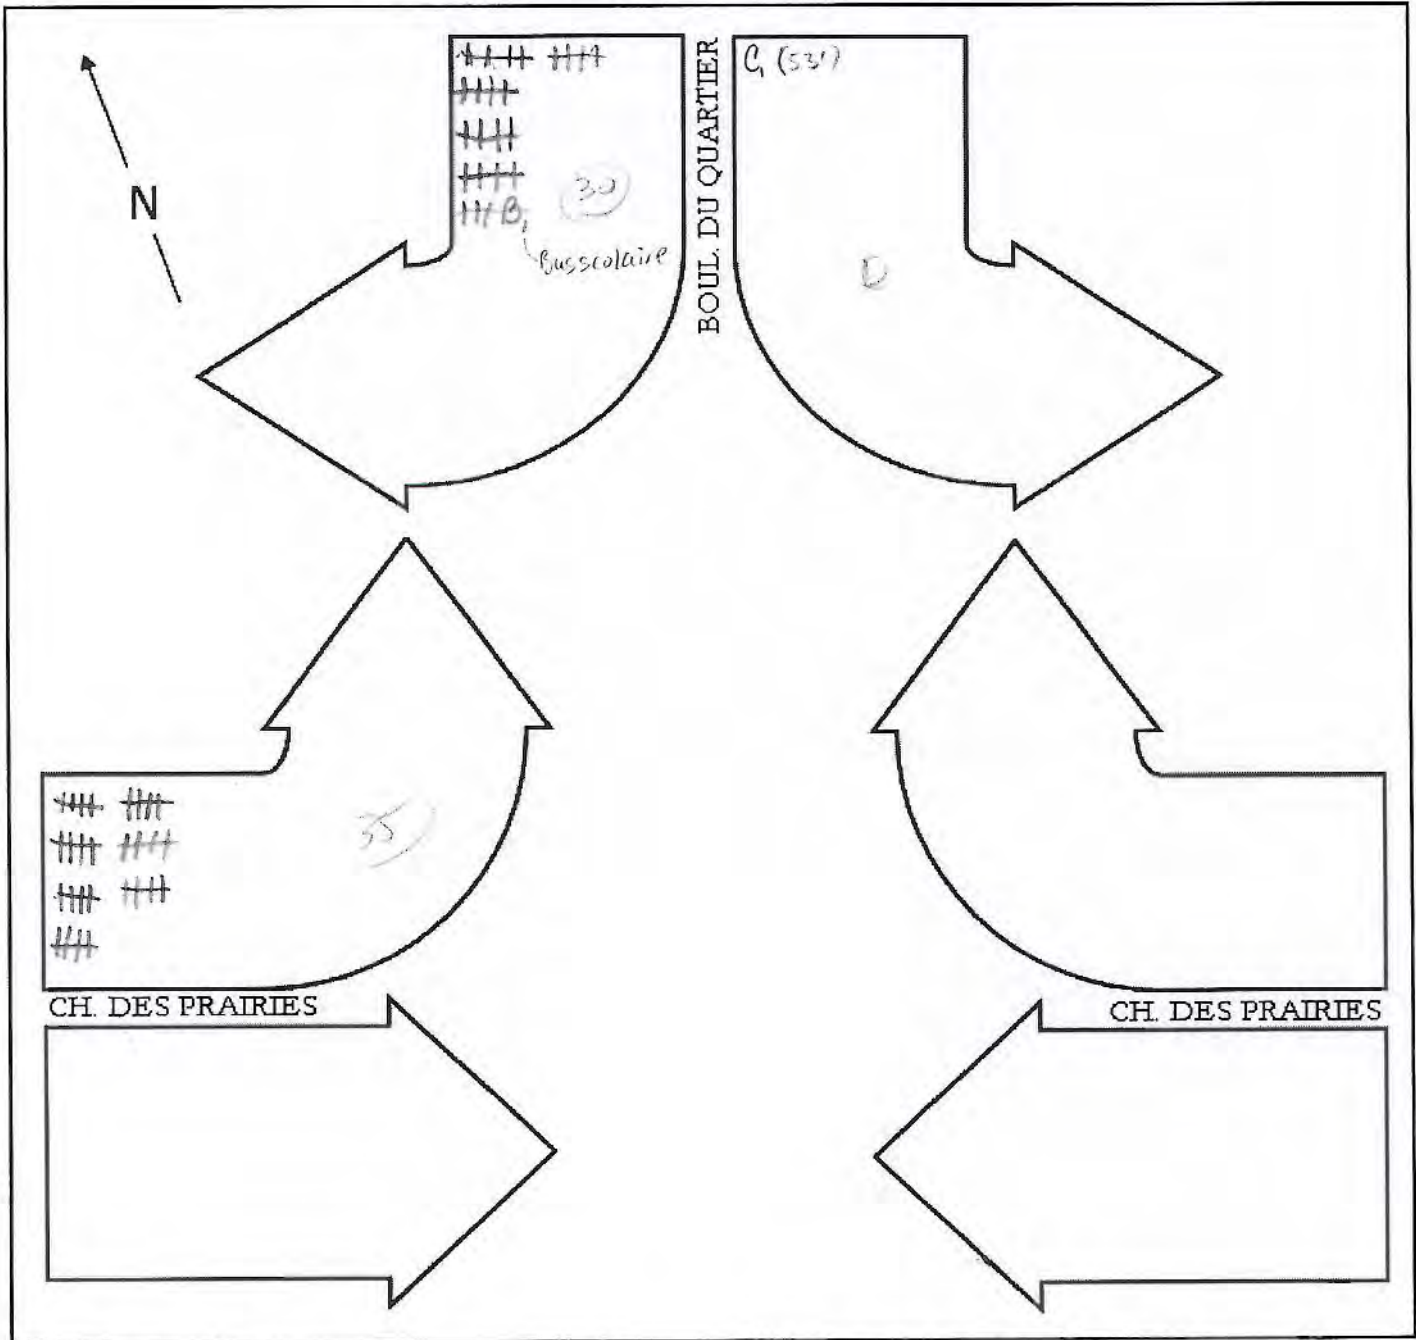 N
30
B,
Bus scolaire
BOUL. DU QUARTIER
(53')
D
35
CH. DES PRAIRIES
CH. DES PRAIRIES